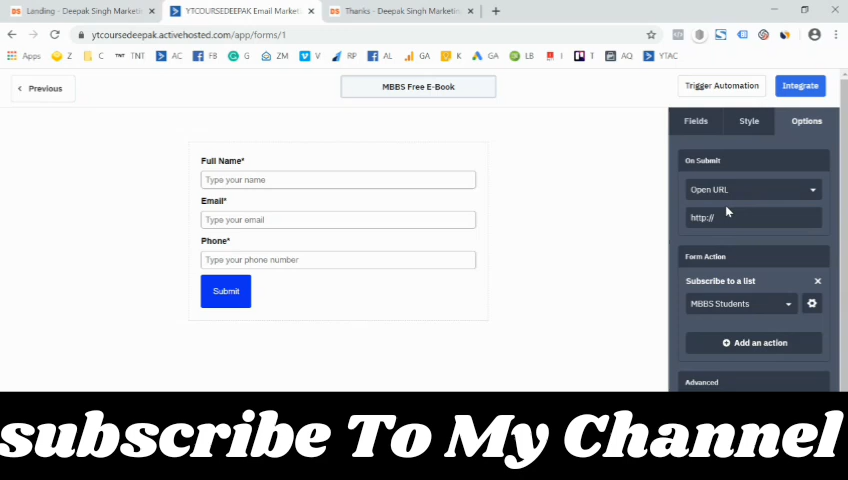 Landing - Deepak Singh Marketin
YTCOURSEDEEPAK Email Market
Thanks - Deepak Singh Marketin
ytcoursedeepak.activehosted.com/app/forms/1
Apps Z C TNT TNT AC FB G ZM V RP AL GA K GA LB I T AQ YTAC
Previous
MBBS Free E-Book
Trigger Automation
Integrate
Fields Style Options
Full Name*
Type your name
Email*
Type your email
Phone*
Type your phone number
Submit
On Submit
Open URL
http://
Form Action
Subscribe to a list
MBBS Students
Add an action
Advanced
subscribe To My Channel